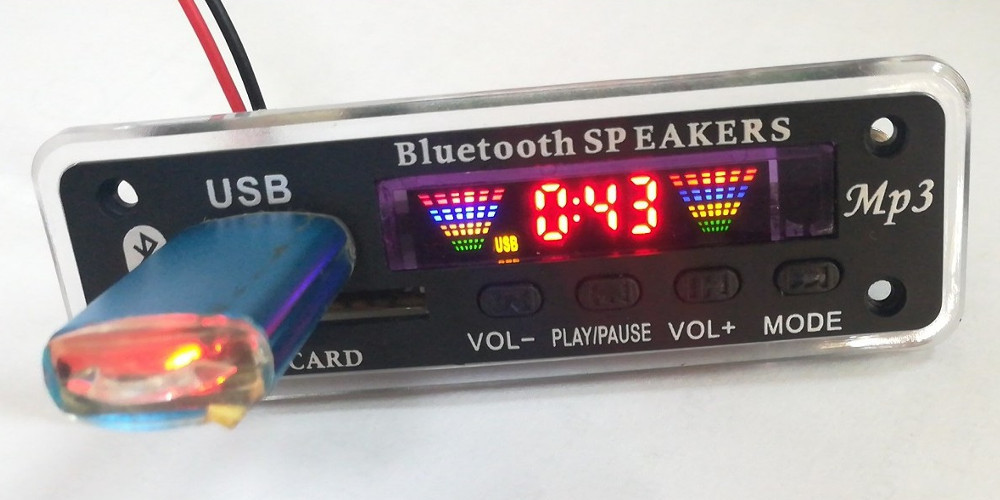 Bluetooth SPEAKERS
USB
Mp3
0:43
USB
VOL-
PLAY/PAUSE
VOL+
MODE
CARD